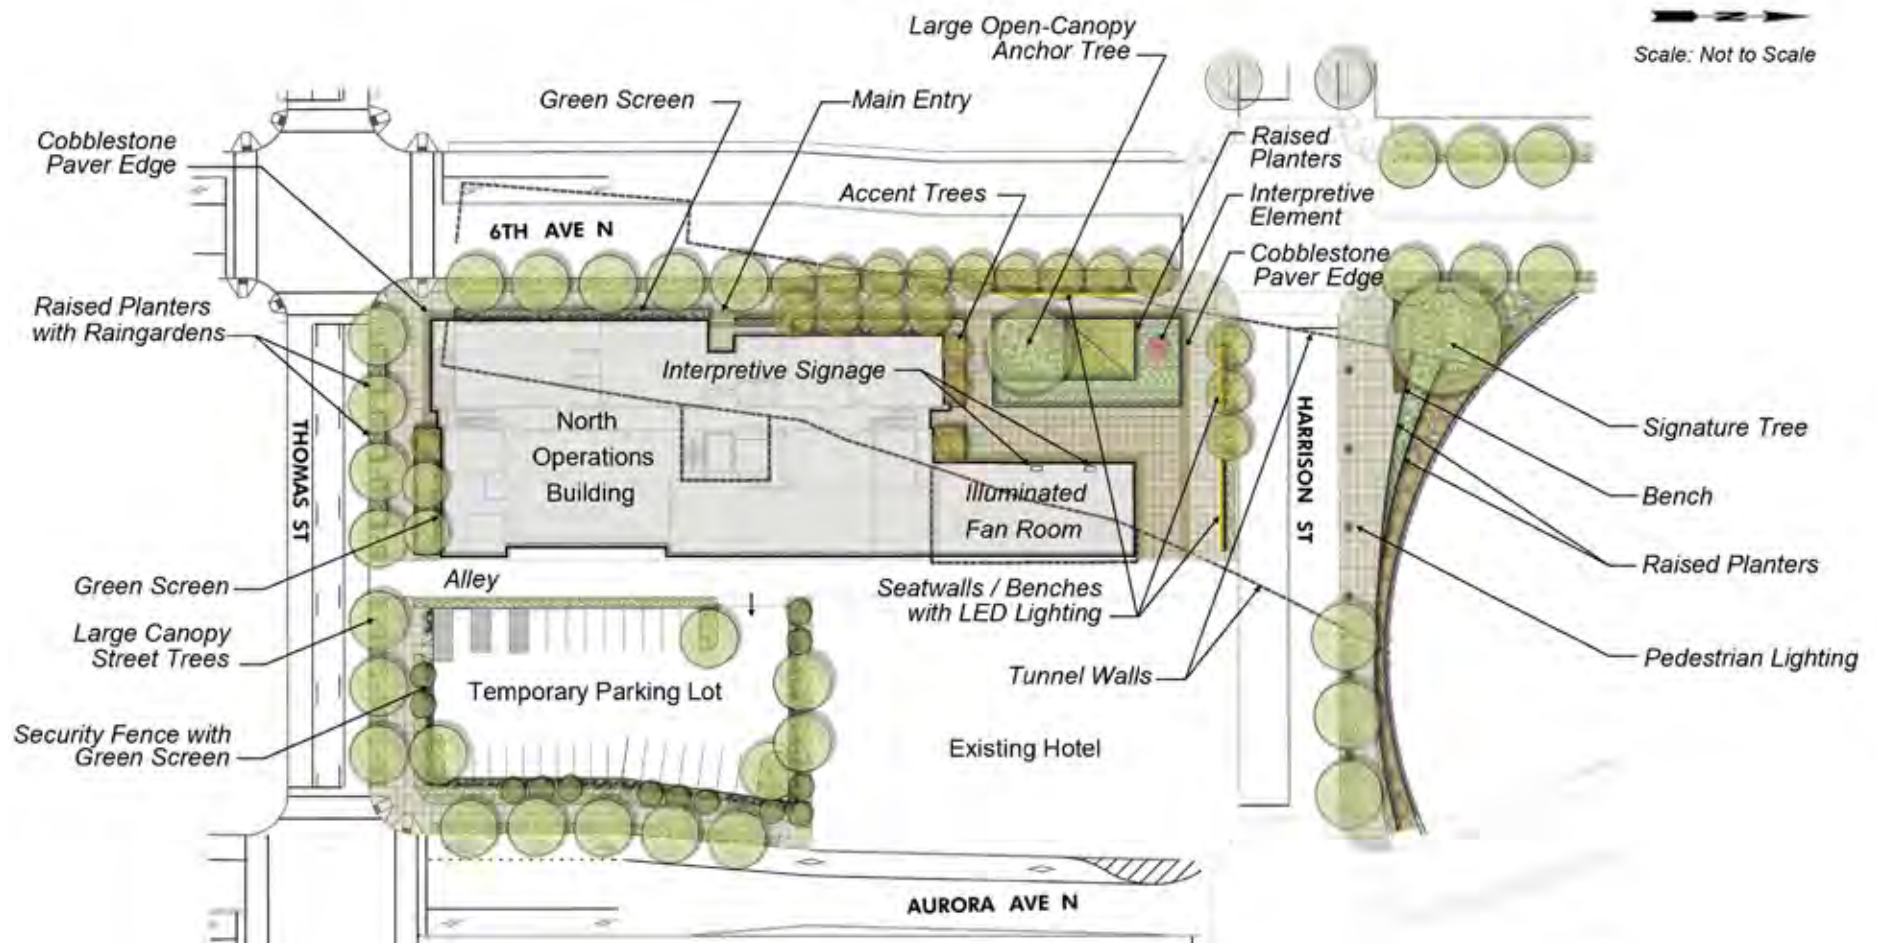 Large Open-Canopy
Anchor Tree
N
Scale: Not to Scale
Green Screen
Main Entry
Cobblestone
Paver Edge
Raised
Planters
Accent Trees
Interpretive
Element
6TH AVE N
Cobblestone
Paver Edge
Raised Planters
with Raingardens
Interpretive Signage
THOMAS ST
North
Operations
Building
HARRISON ST
Signature Tree
Illuminated
Fan Room
Bench
Green Screen
Alley
Seatwalls / Benches
with LED Lighting
Raised Planters
Large Canopy
Street Trees
Tunnel Walls
Pedestrian Lighting
Temporary Parking Lot
Security Fence with
Green Screen
Existing Hotel
AURORA AVE N